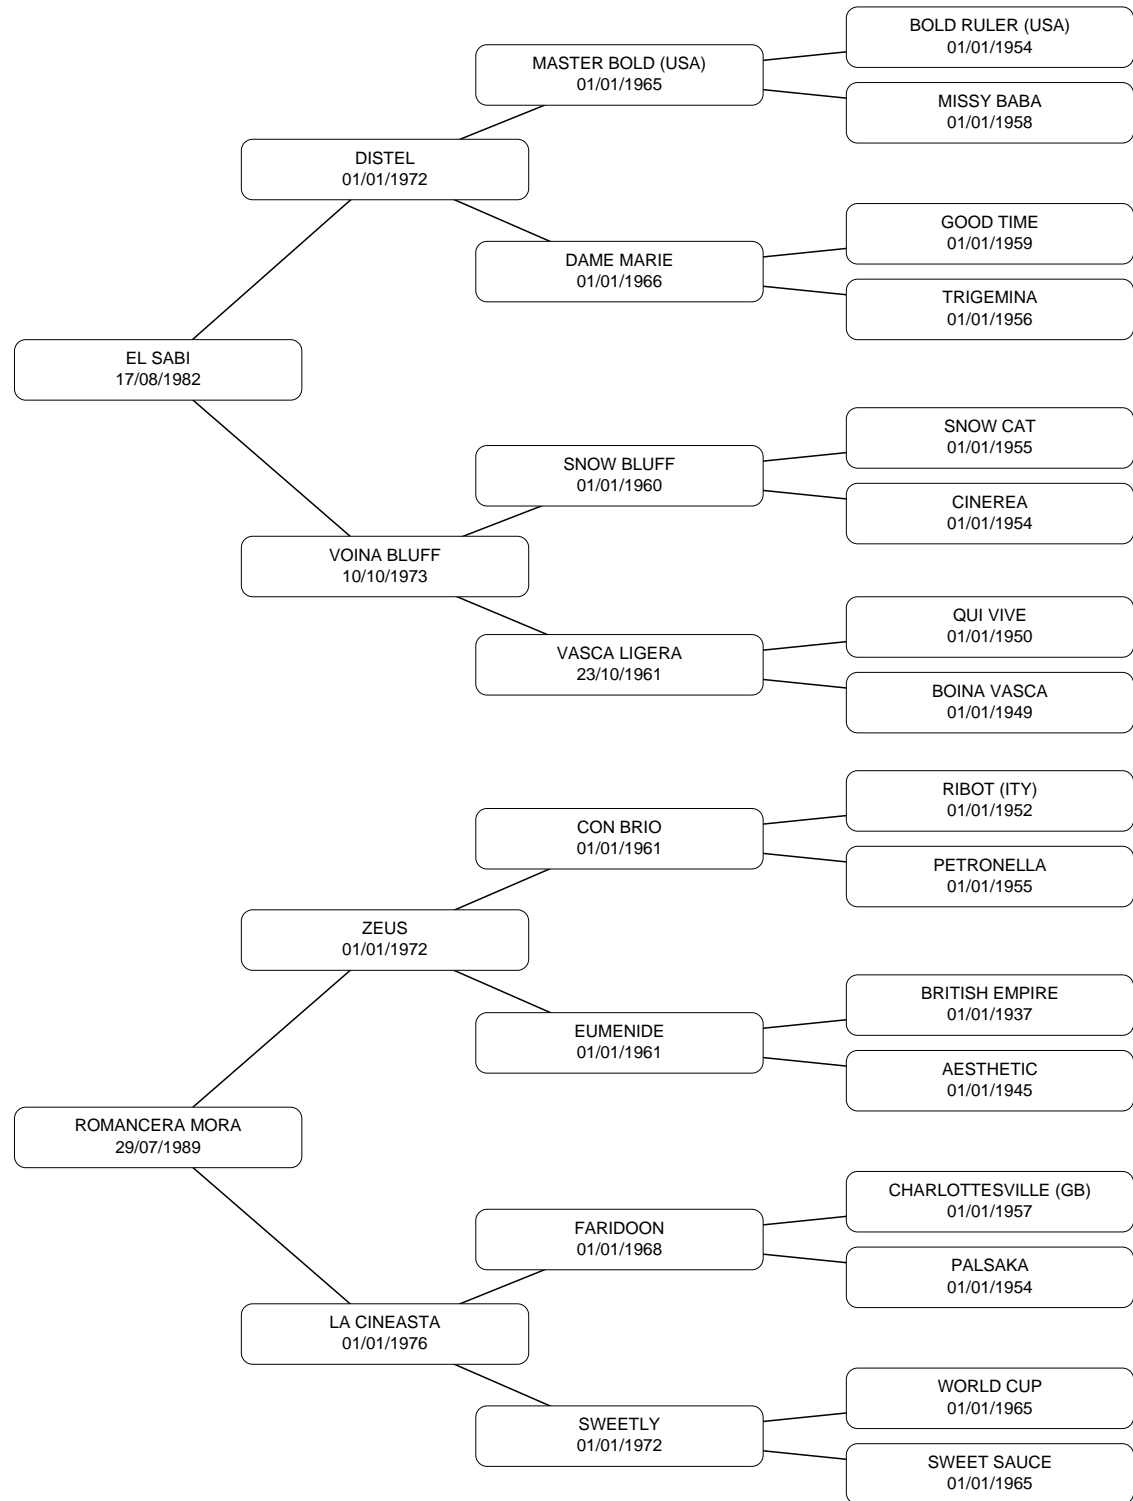 BOLD RULER (USA)
01/01/1954
MASTER BOLD (USA)
01/01/1965
MISSY BABA
01/01/1958
DISTEL
01/01/1972
GOOD TIME
01/01/1959
DAME MARIE
01/01/1966
TRIGEMINA
01/01/1956
EL SABI
17/08/1982
SNOW CAT
01/01/1955
SNOW BLUFF
01/01/1960
CINEREA
01/01/1954
VOINA BLUFF
10/10/1973
QUI VIVE
01/01/1950
VASCA LIGERA
23/10/1961
BOINA VASCA
01/01/1949
RIBOT (ITY)
01/01/1952
CON BRIO
01/01/1961
PETRONELLA
01/01/1955
ZEUS
01/01/1972
BRITISH EMPIRE
01/01/1937
EUMENIDE
01/01/1961
AESTHETIC
01/01/1945
ROMANCERA MORA
29/07/1989
CHARLOTTESVILLE (GB)
01/01/1957
FARIDOON
01/01/1968
PALSAKA
01/01/1954
LA CINEASTA
01/01/1976
WORLD CUP
01/01/1965
SWEETLY
01/01/1972
SWEET SAUCE
01/01/1965